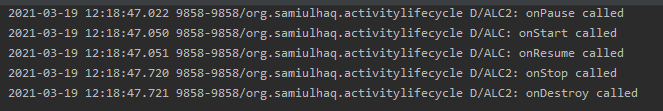 2021-03-19 12:18:47.022 9858-9858/org.samiulhaq.activitylifecycle D/ALC2: onPause called
2021-03-19 12:18:47.050 9858-9858/org.samiulhaq.activitylifecycle D/ALC: onStart called
2021-03-19 12:18:47.051 9858-9858/org.samiulhaq.activitylifecycle D/ALC: onResume called
2021-03-19 12:18:47.720 9858-9858/org.samiulhaq.activitylifecycle D/ALC2: onStop called
2021-03-19 12:18:47.721 9858-9858/org.samiulhaq.activitylifecycle D/ALC2: onDestroy called